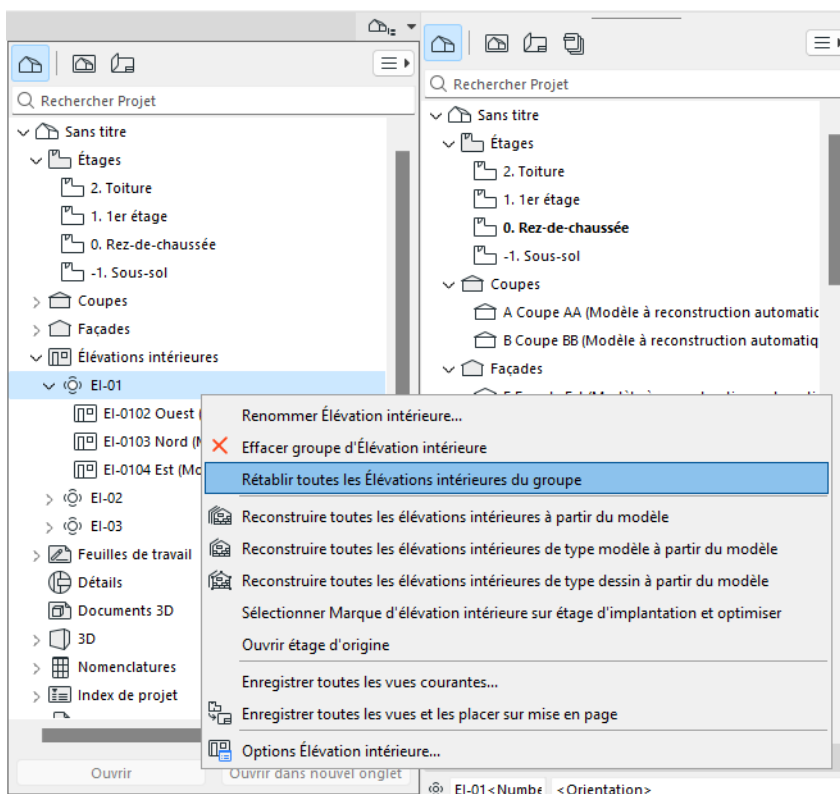 Rechercher Projet
Sans titre
Étages
2. Toiture
1. 1er étage
0. Rez-de-chaussée
-1. Sous-sol
Coupes
Façades
Élévations intérieures
EI-01
EI-0102 Ouest (
EI-0103 Nord (M
EI-0104 Est (Mo
EI-02
EI-03
Feuilles de travail
Détails
Documents 3D
3D
Nomenclatures
Index de projet
Ouvrir
Ouvrir dans nouvel onglet
Rechercher Projet
Sans titre
Étages
2. Toiture
1. 1er étage
0. Rez-de-chaussée
-1. Sous-sol
Coupes
A Coupe AA (Modèle à reconstruction automatic
B Coupe BB (Modèle à reconstruction automatiq
Façades
Renommer Élévation intérieure...
Effacer groupe d'Élévation intérieure
Rétablir toutes les Élévations intérieures du groupe
Reconstruire toutes les élévations intérieures à partir du modèle
Reconstruire toutes les élévations intérieures de type modèle à partir du modèle
Reconstruire toutes les élévations intérieures de type dessin à partir du modèle
Sélectionner Marque d'élévation intérieure sur étage d'implantation et optimiser
Ouvrir étage d'origine
Enregistrer toutes les vues courantes...
Enregistrer toutes les vues et les placer sur mise en page
Options Élévation intérieure...
EI-01<Numbe <Orientation>